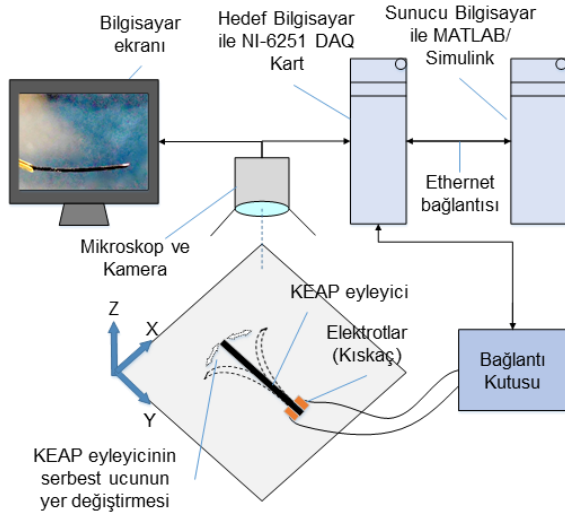 Bilgisayar
ekranı
Hedef Bilgisayar
ile NI-6251 DAQ
Kart
Sunucu Bilgisayar
ile MATLAB/
Simulink
Ethernet
bağlantısı
Mikroskop ve
Kamera
KEAP eyleyici
Elektrotlar
(Kıskaç)
Bağlantı
Kutusu
Z
X
Y
KEAP eyleyicinin
serbest ucunun
yer değiştirmesi